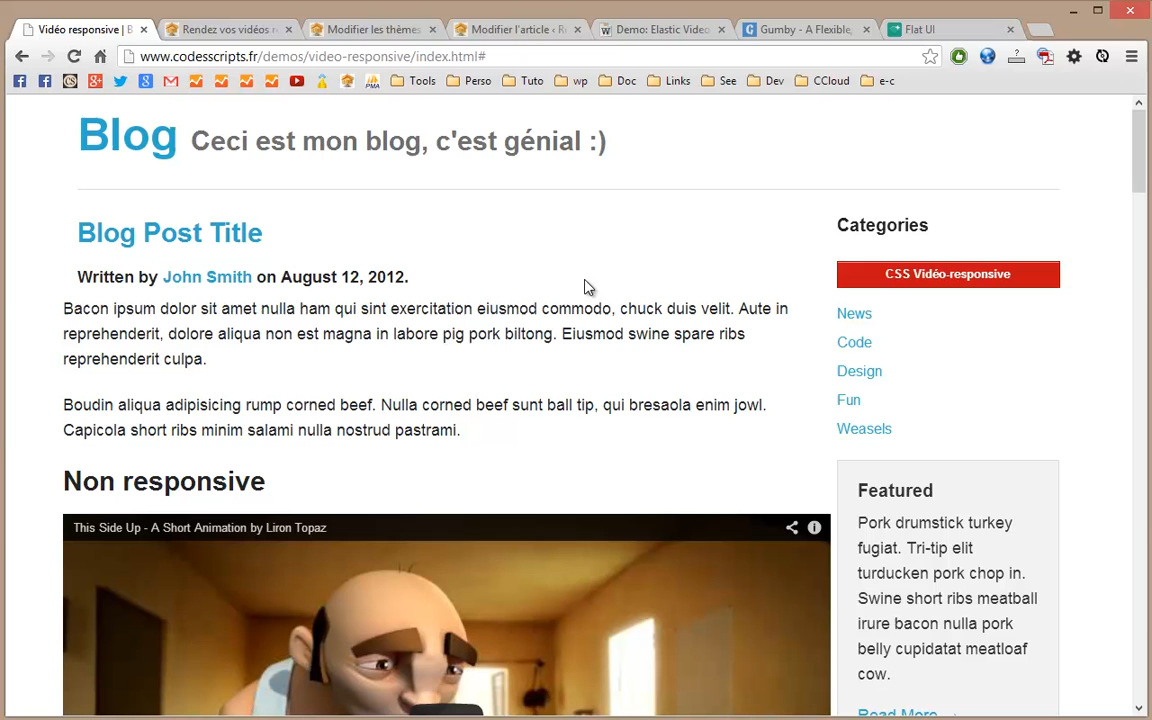 Vidéo responsive | B
Rendez vos vidéos r
Modifier les thèmes
Modifier l'article ‹ R
Demo: Elastic Video
Gumby - A Flexible,
Flat UI
www.codesscripts.fr/demos/video-responsive/index.html#
Tools
Perso
Tuto
wp
Doc
Links
See
Dev
CCloud
e-c
Blog Ceci est mon blog, c'est génial :)
Blog Post Title
Written by John Smith on August 12, 2012.
Bacon ipsum dolor sit amet nulla ham qui sint exercitation eiusmod commodo, chuck duis velit. Aute in
reprehenderit, dolore aliqua non est magna in labore pig pork biltong. Eiusmod swine spare ribs
reprehenderit culpa.
Boudin aliqua adipisicing rump corned beef. Nulla corned beef sunt ball tip, qui bresaola enim jowl.
Capicola short ribs minim salami nulla nostrud pastrami.
Non responsive
This Side Up - A Short Animation by Liron Topaz
Categories
CSS Vidéo-responsive
News
Code
Design
Fun
Weasels
Featured
Pork drumstick turkey
fugiat. Tri-tip elit
turducken pork chop in.
Swine short ribs meatball
irure bacon nulla pork
belly cupidatat meatloaf
cow.
Read More